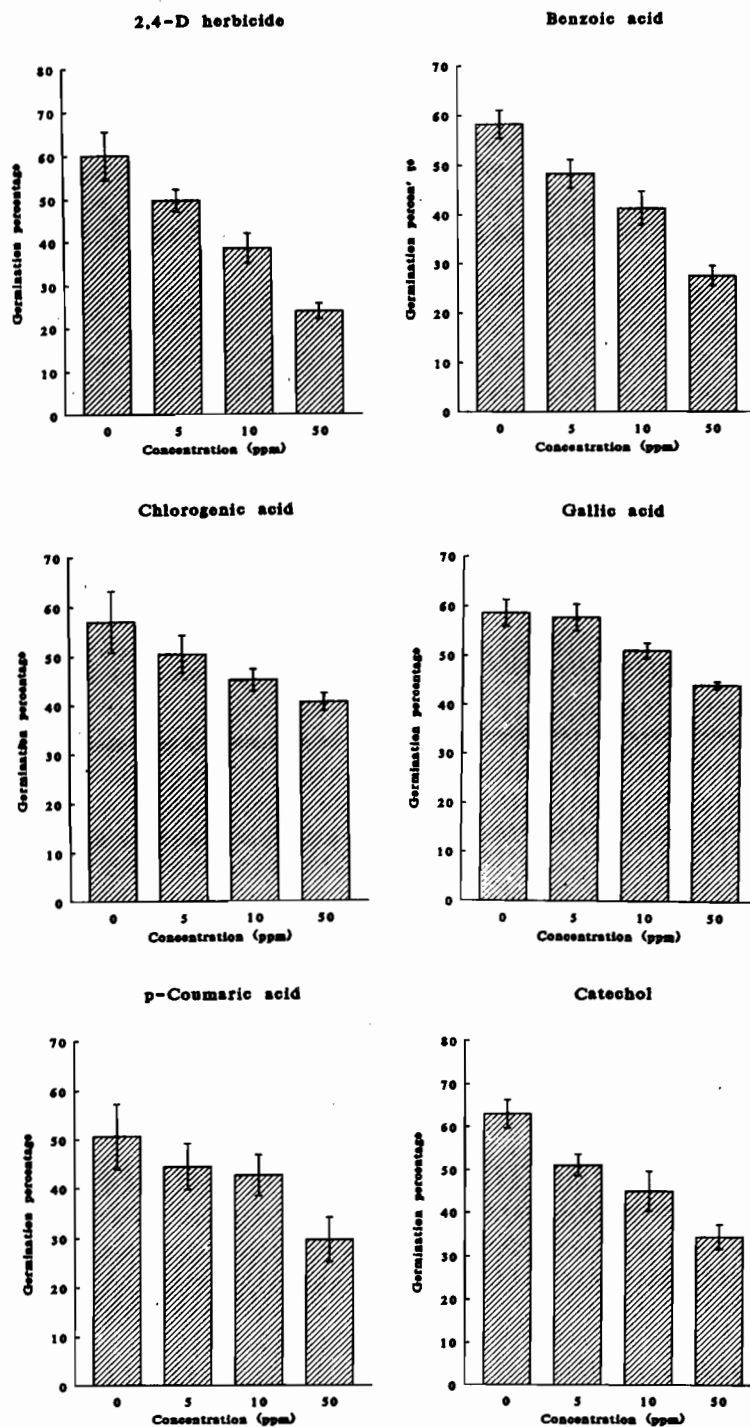 2,4-D herbicide
80
70
60
50
40
30
20
10
0
Germination percentage
0 5 10 50
Concentration (ppm)
Benzoic acid
70
60
50
40
30
20
10
0
Germination
0 5 10 50
Concentration (ppm)
Chlorogenic acid
70
60
50
40
30
20
10
0
Germination percentage
0 5 10 50
Concentration (ppm)
Gallic acid
70
60
50
40
30
20
10
0
Germination percentage
0 5 10 50
Concentration (ppm)
p-Coumaric acid
70
60
50
40
30
20
10
0
Germination percentage
0 5 10 50
Concentration (ppm)
Catechol
80
70
60
50
40
30
20
10
0
Germination percentage
0 5 10 50
Concentration (ppm)